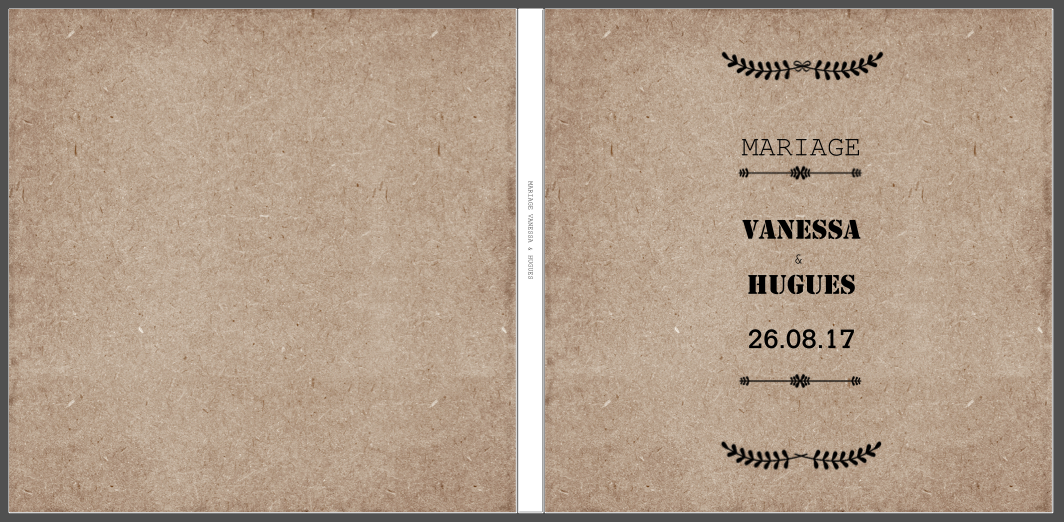 MARIAGE VANESSA & HUGUES
MARIAGE
VANESSA
&
HUGUES
26.08.17